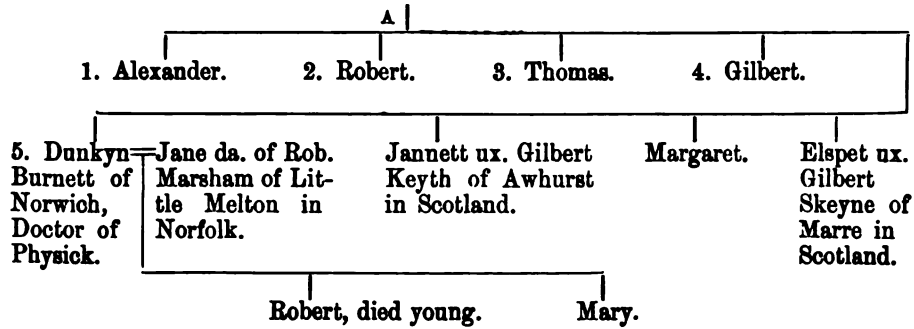 A
1. Alexander. 2. Robert. 3. Thomas. 4. Gilbert.
5. Dunkyn=Jane da. of Rob. Jannett ux. Gilbert Margaret. Elspet ux.
Burnett of Marsham of Lit- Keyth of Awhurst Gilbert
Norwich, tle Melton in in Scotland. Skeyne of
Doctor of Norfolk. Marre in
Physick. Scotland.
Robert, died young. Mary.